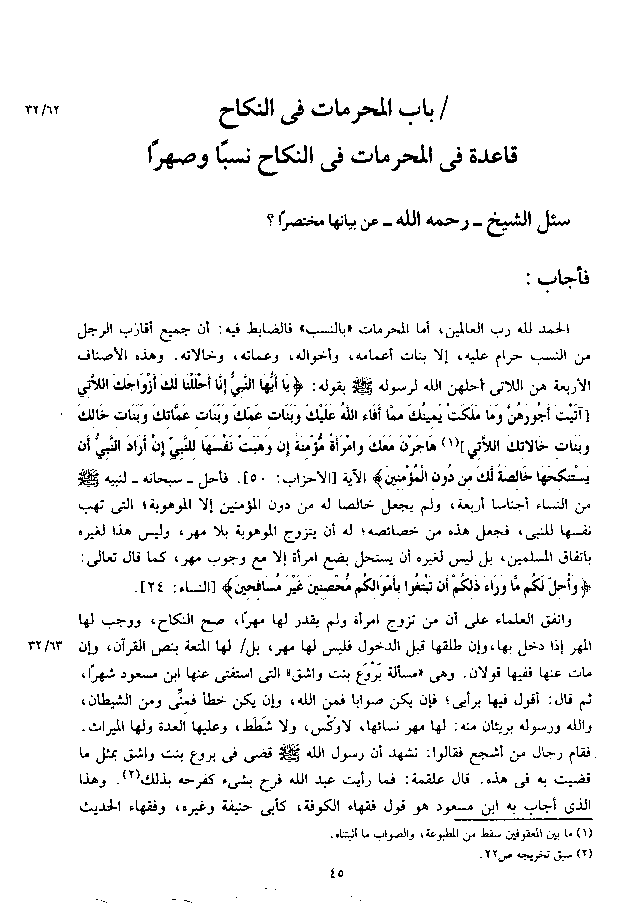 ٣٢/٦٢
/ باب المحرمات فى النكاح
قاعدة فى المحرمات فى النكاح نسبًا وصهرًا
سئل الشيخ ـ رحمه الله ـ عن بيانها مختصرًا ؟
فأجاب :
الحمد لله رب العالمين، أما المحرمات «بالنسب» فالضابط فيه: أن جميع أقارب الرجل
من النسب حرام عليه، إلا بنات أعمامه، وأخواله، وعماته، وخالاته. وهذه الأصناف
الأربعة هن اللاتى أحلهن الله لرسوله ﷺ بقوله: ﴿ يَا أَيُّهَا النَّبِيُّ إِنَّا أَحْلَلْنَا لَكَ أَزْوَاجَكَ اللاَّتِي
[آتَيْتَ أُجُورَهُنَّ وَمَا مَلَكَتْ يَمِينُكَ مِمَّا أَفَاءَ اللَّهُ عَلَيْكَ وَبَنَاتِ عَمِّكَ وَبَنَاتِ عَمَّاتِكَ وَبَنَاتِ خَالِكَ
وَبَنَاتِ خَالاتِكَ اللاَّتِي](١) هَاجَرْنَ مَعَكَ وَامْرَأَةً مُّؤْمِنَةً إِن وَهَبَتْ نَفْسَهَا لِلنَّبِيِّ إِنْ أَرَادَ النَّبِيُّ أَن
يَسْتَنكِحَهَا خَالِصَةً لَّكَ مِن دُونِ الْمُؤْمِنِينَ﴾ الآية [الأحزاب: ٥٠]. فأحل ـ سبحانه ـ لنبيه ﷺ
من النساء أجناسا أربعة، ولم يجعل خالصا له من دون المؤمنين إلا الموهوبة؛ التى تهب
نفسها للنبى، فجعل هذه من خصائصه؛ له أن يتزوج الموهوبة بلا مهر، وليس هذا لغيره
باتفاق المسلمين، بل ليس لغيره أن يستحل بضع امرأة إلا مع وجوب مهر، كما قال تعالى:
﴿ وَأُحِلَّ لَكُم مَّا وَرَاءَ ذَلِكُمْ أَن تَبْتَغُوا بِأَمْوَالِكُم مُّحْصِنِينَ غَيْرَ مُسَافِحِينَ﴾ [النساء: ٢٤].
واتفق العلماء على أن من تزوج امرأة ولم يقدر لها مهرًا، صح النكاح، ووجب لها
المهر إذا دخل بها، وإن طلقها قبل الدخول فليس لها مهر، بل/ لها المتعة بنص القرآن، وإن
٣٢/٦٣
مات عنها ففيها قولان. وهى «مسألة بَرْوَع بنت واشق» التى استفتى عنها ابن مسعود شهرًا،
ثم قال: أقول فيها برأيى؛ فإن يكن صوابا فمن الله، وإن يكن خطأ فمنِّى ومن الشيطان،
والله ورسوله بريئان منه: لها مهر نسائها، لاوَكْس، ولا شَطَط، وعليها العدة ولها الميراث.
فقام رجال من أشجع فقالوا: نشهد أن رسول الله ﷺ قضى فى بروع بنت واشق بمثل ما
قضيت به فى هذه. قال علقمة: فما رأيت عبد الله فرح بشىء كفرحه بذلك(٢). وهذا
الذى أجاب به ابن مسعود هو قول فقهاء الكوفة، كأبى حنيفة وغيره، وفقهاء الحديث
(١) ما بين المعقوفين سقط من المطبوعة، والصواب ما أثبتناه.
(٢) سبق تخريجه ص٢٢.
٤٥